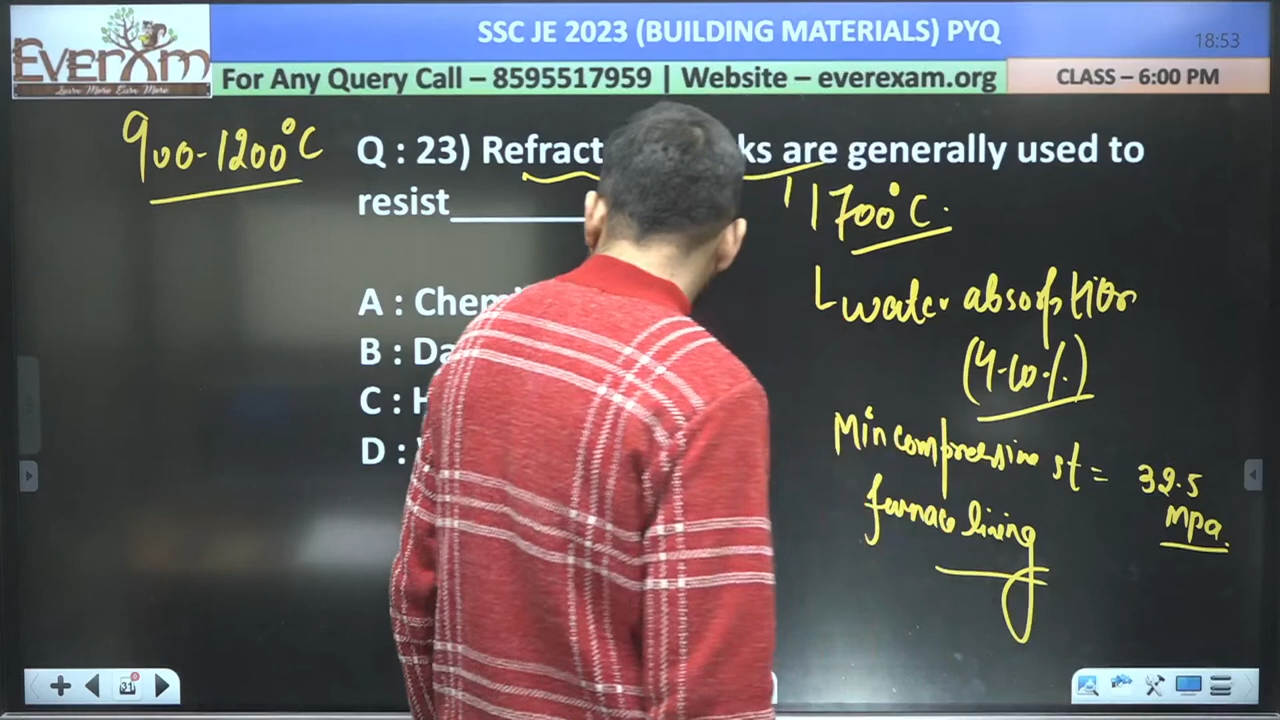 EverExam
Learn More Earn More
SSC JE 2023 (BUILDING MATERIALS) PYQ
18:53
For Any Query Call – 8595517959 | Website – everexam.org
CLASS – 6:00 PM
900-1200°C
Q : 23) Refract ks are generally used to
resist
1700°C.
A : Chem
B : Da
C : H
D :
water absorption
(4-10%)
Min compressive st = 32.5
Mpa.
furnace lining
31